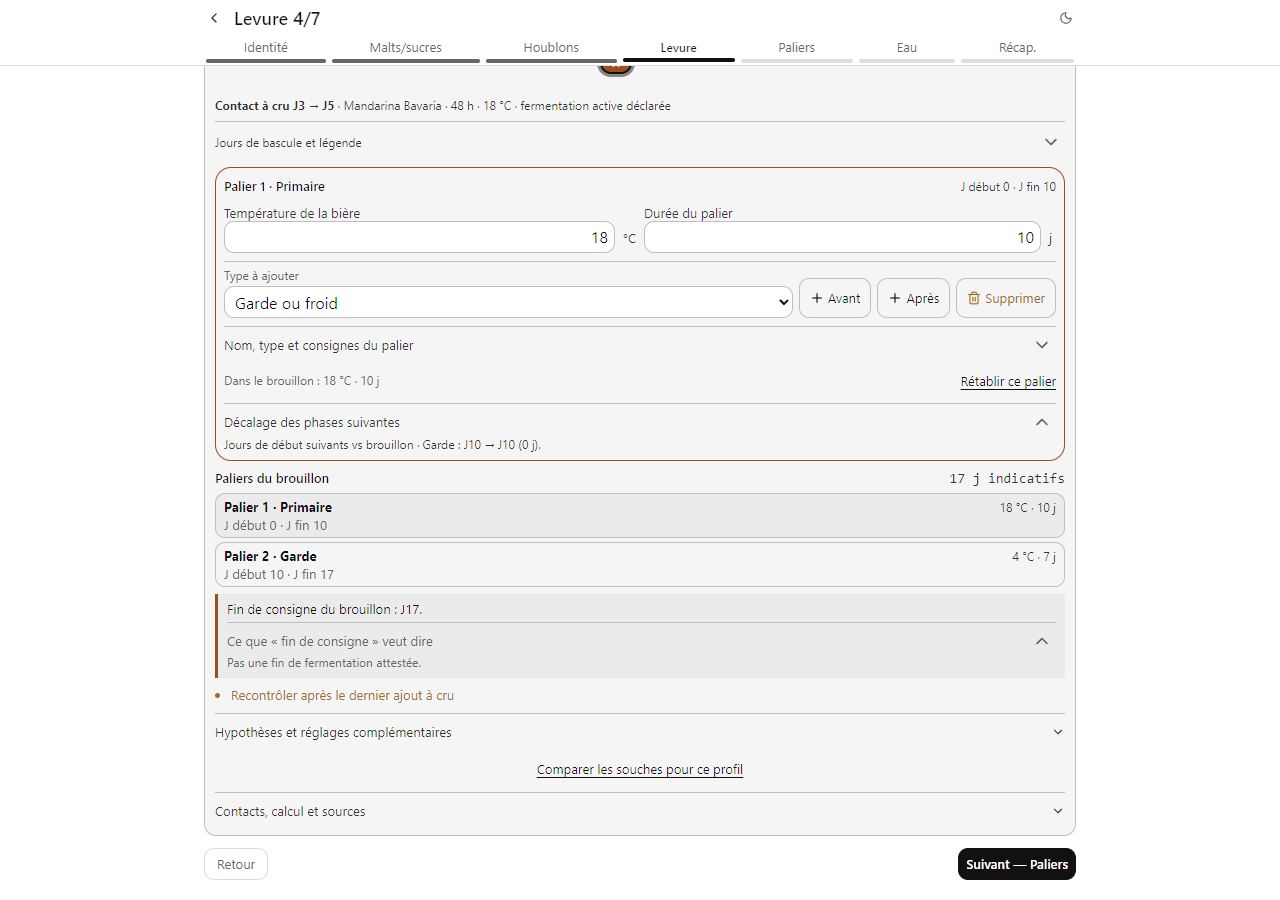 Levure 4/7
Identité Malts/sucres Houblons Levure Paliers Eau Récap.
Contact à cru J3 → J5 · Mandarina Bavaria · 48 h · 18 °C · fermentation active déclarée
Jours de bascule et légende
Palier 1 · Primaire J début 0 · J fin 10
Température de la bière Durée du palier
18 °C 10 j
Type à ajouter
Garde ou froid + Avant + Après Supprimer
Nom, type et consignes du palier
Dans le brouillon : 18 °C · 10 j Rétablir ce palier
Décalage des phases suivantes
Jours de début suivants vs brouillon · Garde : J10 → J10 (0 j).
Paliers du brouillon 17 j indicatifs
Palier 1 · Primaire 18 °C · 10 j
J début 0 · J fin 10
Palier 2 · Garde 4 °C · 7 j
J début 10 · J fin 17
Fin de consigne du brouillon : J17.
Ce que « fin de consigne » veut dire
Pas une fin de fermentation attestée.
• Recontrôler après le dernier ajout à cru
Hypothèses et réglages complémentaires
Comparer les souches pour ce profil
Contacts, calcul et sources
Retour Suivant — Paliers